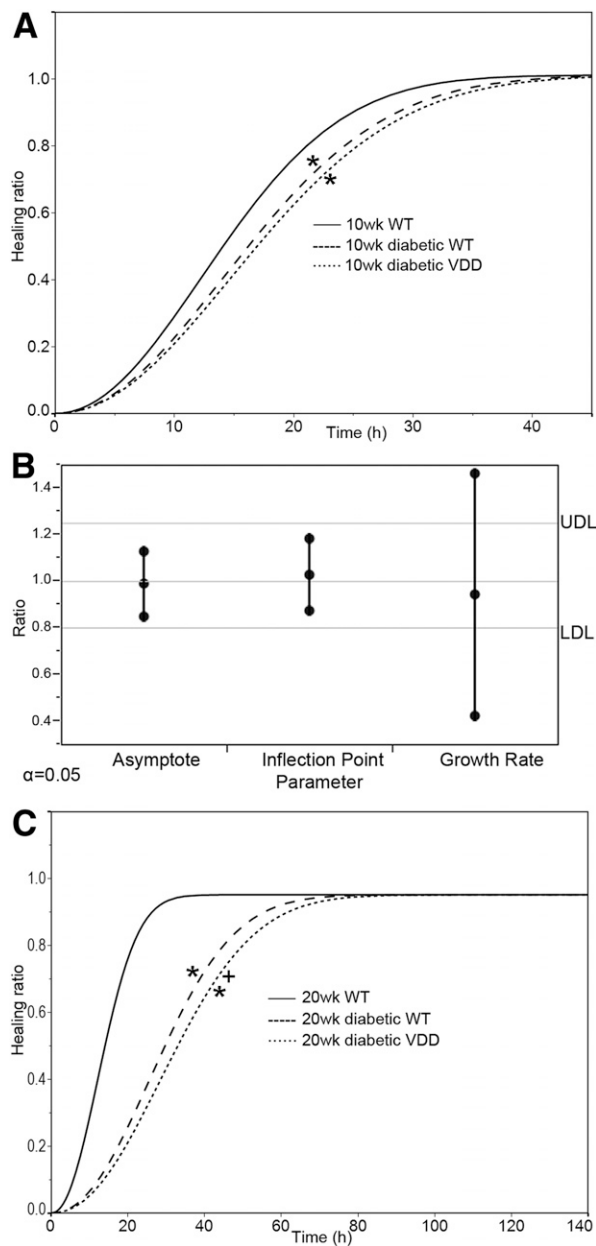 A
Healing ratio
1.0
0.8
0.6
0.4
0.2
0.0
*
*
10wk WT
10wk diabetic WT
10wk diabetic VDD
0
10
20
30
40
Time (h)
B
Ratio
1.4
1.2
1.0
0.8
0.6
0.4
UDL
LDL
α=0.05
Asymptote
Inflection Point
Parameter
Growth Rate
C
Healing ratio
1.0
0.8
0.6
0.4
0.2
0.0
*
*+
20wk WT
20wk diabetic WT
20wk diabetic VDD
0
20
40
60
80
100
120
140
Time (h)